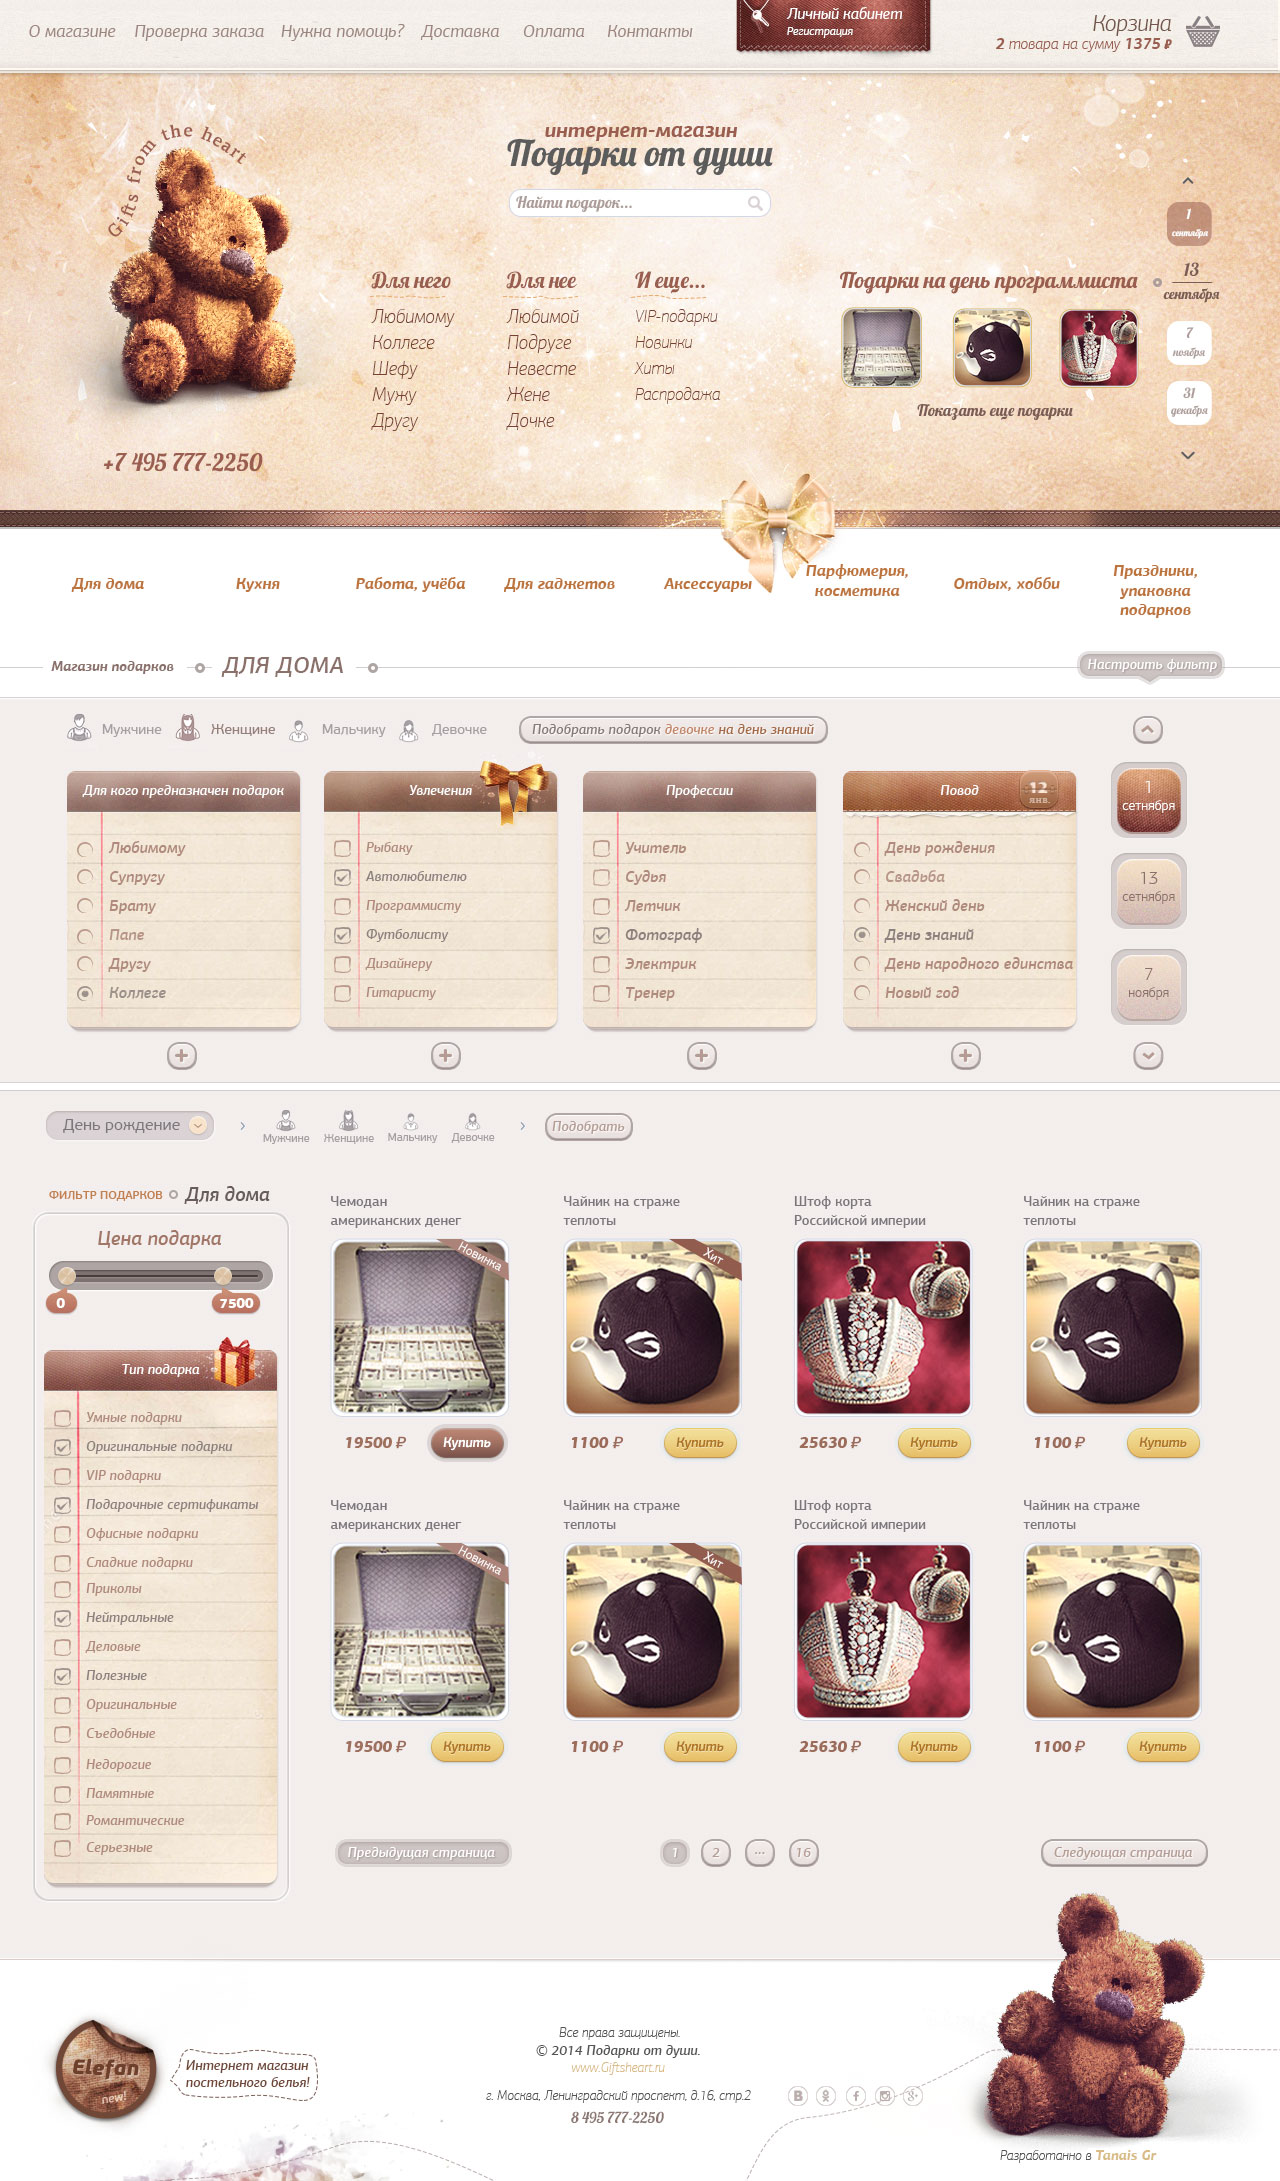 О магазине
Проверка заказа
Нужна помощь?
Доставка
Оплата
Контакты
Личный кабинет
Регистрация
Корзина
2 товара на сумму 1375 ₽
Gifts from the heart
интернет-магазин
Подарки от души
Найти подарок...
+7 495 777-2250
Для него
Любимому
Коллеге
Шефу
Мужу
Другу
Для нее
Любимой
Подруге
Невесте
Жене
Дочке
И еще...
VIP-подарки
Новинки
Хиты
Распродажа
Подарки на день программиста
Показать еще подарки
1
сентября
13
сентября
7
ноября
31
декабря
Для дома
Кухня
Работа, учёба
Для гаджетов
Аксессуары
Парфюмерия,
косметика
Отдых, хобби
Праздники,
упаковка
подарков
Магазин подарков
ДЛЯ ДОМА
Настроить фильтр
Мужчине
Женщине
Мальчику
Девочке
Подобрать подарок девочке на день знаний
Для кого предназначен подарок
Любимому
Супругу
Брату
Папе
Другу
Коллеге
Увлечения
Рыбаку
Автолюбителю
Программисту
Футболисту
Дизайнеру
Гитаристу
Профессии
Учитель
Судья
Летчик
Фотограф
Электрик
Тренер
Повод
12
янв.
День рождения
Свадьба
Женский день
День знаний
День народного единства
Новый год
1
сетнября
13
сетнября
7
ноября
День рождение
Мужчине
Женщине
Мальчику
Девочке
Подобрать
ФИЛЬТР ПОДАРКОВ
Для дома
Цена подарка
0
7500
Тип подарка
Умные подарки
Оригинальные подарки
VIP подарки
Подарочные сертификаты
Офисные подарки
Сладкие подарки
Приколы
Нейтральные
Деловые
Полезные
Оригинальные
Съедобные
Недорогие
Памятные
Романтические
Серьезные
Чемодан
американских денег
Новинка
19500 ₽
Купить
Чайник на страже
теплоты
Хит
1100 ₽
Купить
Штоф корта
Российской империи
25630 ₽
Купить
Чайник на страже
теплоты
1100 ₽
Купить
Чемодан
американских денег
Новинка
19500 ₽
Купить
Чайник на страже
теплоты
Хит
1100 ₽
Купить
Штоф корта
Российской империи
25630 ₽
Купить
Чайник на страже
теплоты
1100 ₽
Купить
Предыдущая страница
1
2
...
16
Следующая страница
Elefan
new!
Интернет магазин
постельного белья!
Все права защищены.
© 2014 Подарки от души.
www.Giftsheart.ru
г. Москва, Ленинградский проспект, д.16, стр.2
8 495 777-2250
Разработанно в Tanais Gr